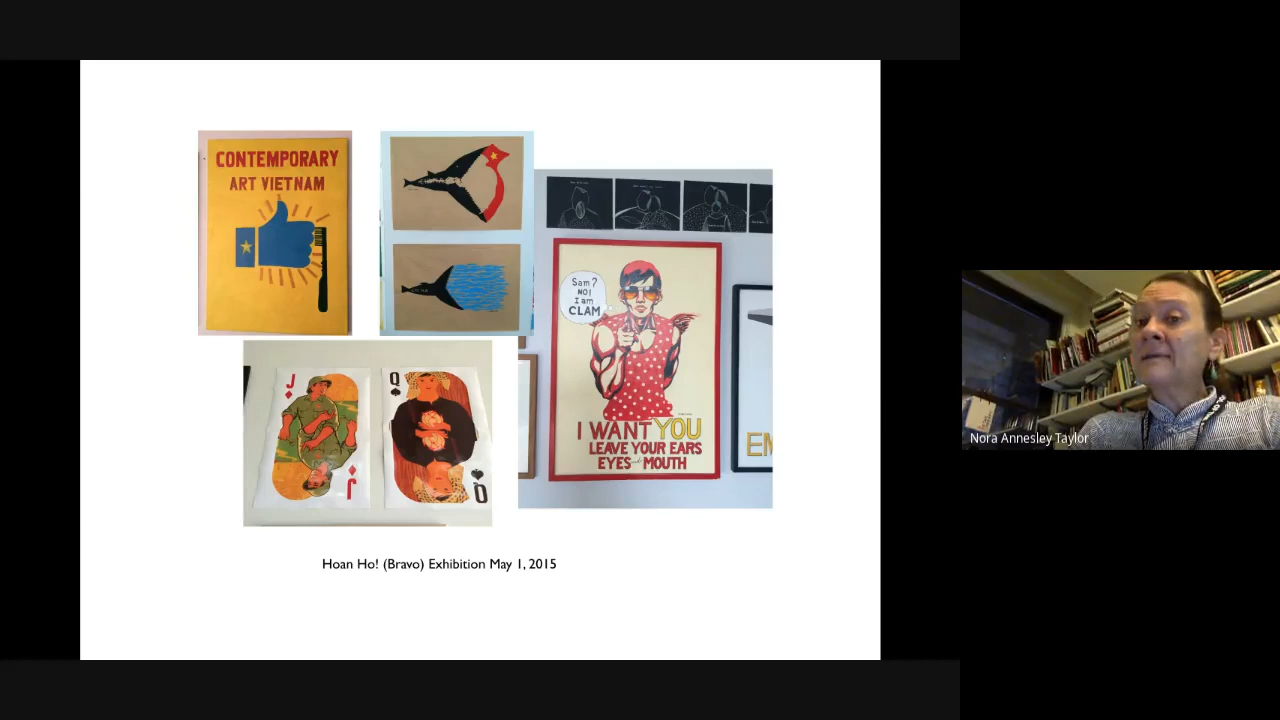 CONTEMPORARY
ART VIETNAM
Sam?
NO!
I am
CLAM
I WANT YOU
LEAVE YOUR EARS
EYES and MOUTH
EM
J
J
Q
Q
Hoan Ho! (Bravo) Exhibition May 1, 2015
Nora Annesley Taylor